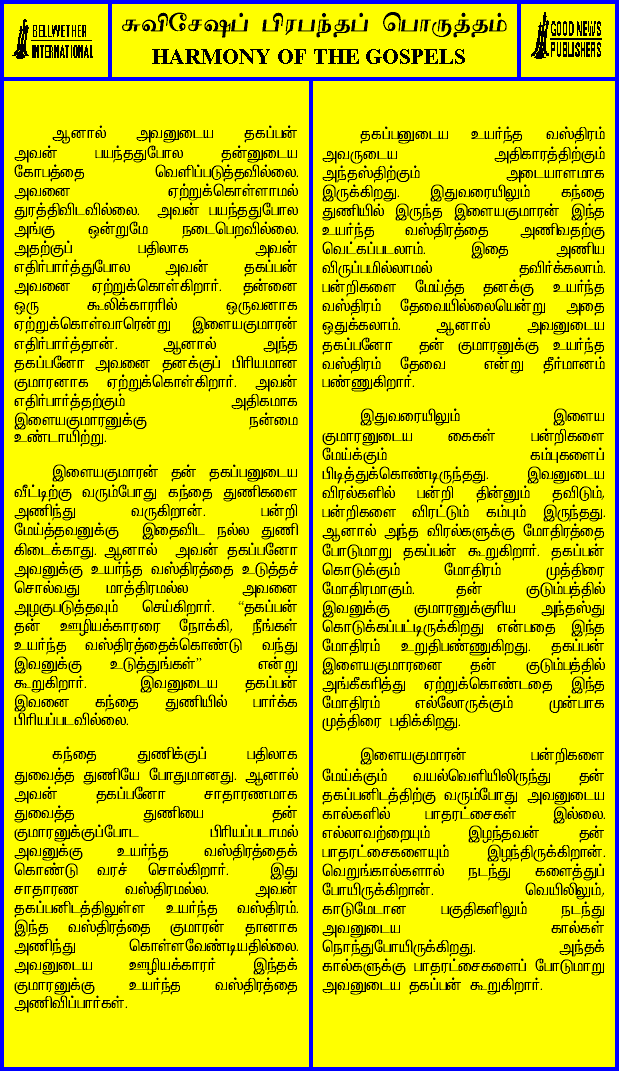 BELLWETHER
INTERNATIONAL
சுவிசேஷப் பிரபந்தப் பொருத்தம்
HARMONY OF THE GOSPELS
GOOD NEWS
PUBLISHERS
ஆனால் அவனுடைய தகப்பன்
அவன் பயந்ததுபோல தன்னுடைய
கோபத்தை வெளிப்படுத்தவில்லை.
அவனை ஏற்றுக்கொள்ளாமல்
துரத்திவிடவில்லை. அவன் பயந்ததுபோல
அங்கு ஒன்றுமே நடைபெறவில்லை.
அதற்குப் பதிலாக அவன்
எதிர்பார்த்துபோல அவன் தகப்பன்
அவனை ஏற்றுக்கொள்கிறார். தன்னை
ஒரு கூலிக்காரரில் ஒருவனாக
ஏற்றுக்கொள்வாரென்று இளையகுமாரன்
எதிர்பார்த்தான். ஆனால் அந்த
தகப்பனோ அவனை தனக்குப் பிரியமான
குமாரனாக ஏற்றுக்கொள்கிறார். அவன்
எதிர்பார்த்தற்கும் அதிகமாக
இளையகுமாரனுக்கு நன்மை
உண்டாயிற்று.
இளையகுமாரன் தன் தகப்பனுடைய
வீட்டிற்கு வரும்போது கந்தை துணிகளை
அணிந்து வருகிறான். பன்றி
மேய்த்தவனுக்கு இதைவிட நல்ல துணி
கிடைக்காது. ஆனால் அவன் தகப்பனோ
அவனுக்கு உயர்ந்த வஸ்திரத்தை உடுத்தச்
சொல்வது மாத்திரமல்ல அவனை
அழகுபடுத்தவும் செய்கிறார். “தகப்பன்
தன் ஊழியக்காரரை நோக்கி, நீங்கள்
உயர்ந்த வஸ்திரத்தைக்கொண்டு வந்து
இவனுக்கு உடுத்துங்கள்” என்று
கூறுகிறார். இவனுடைய தகப்பன்
இவனை கந்தை துணியில் பார்க்க
பிரியப்படவில்லை.
கந்தை துணிக்குப் பதிலாக
துவைத்த துணியே போதுமானது. ஆனால்
அவன் தகப்பனோ சாதாரணமாக
துவைத்த துணியை தன்
குமாரனுக்குப்போட பிரியப்படாமல்
அவனுக்கு உயர்ந்த வஸ்திரத்தைக்
கொண்டு வரச் சொல்கிறார். இது
சாதாரண வஸ்திரமல்ல. அவன்
தகப்பனிடத்திலுள்ள உயர்ந்த வஸ்திரம்.
இந்த வஸ்திரத்தை குமாரன் தானாக
அணிந்து கொள்ளவேண்டியதில்லை.
அவனுடைய ஊழியக்காரர் இந்தக்
குமாரனுக்கு உயர்ந்த வஸ்திரத்தை
அணிவிப்பார்கள்.
தகப்பனுடைய உயர்ந்த வஸ்திரம்
அவருடைய அதிகாரத்திற்கும்
அந்தஸ்திற்கும் அடையாளமாக
இருக்கிறது. இதுவரையிலும் கந்தை
துணியில் இருந்த இளையகுமாரன் இந்த
உயர்ந்த வஸ்திரத்தை அணிவதற்கு
வெட்கப்படலாம். இதை அணிய
விருப்பமில்லாமல் தவிர்க்கலாம்.
பன்றிகளை மேய்த்த தனக்கு உயர்ந்த
வஸ்திரம் தேவையில்லையென்று அதை
ஒதுக்கலாம். ஆனால் அவனுடைய
தகப்பனோ தன் குமாரனுக்கு உயர்ந்த
வஸ்திரம் தேவை என்று தீர்மானம்
பண்ணுகிறார்.
இதுவரையிலும் இளைய
குமாரனுடைய கைகள் பன்றிகளை
மேய்க்கும் கம்புகளைப்
பிடித்துக்கொண்டிருந்தது. இவனுடைய
விரல்களில் பன்றி தின்னும் தவிடும்,
பன்றிகளை விரட்டும் கம்பும் இருந்தது.
ஆனால் அந்த விரல்களுக்கு மோதிரத்தை
போடுமாறு தகப்பன் கூறுகிறார். தகப்பன்
கொடுக்கும் மோதிரம் முத்திரை
மோதிரமாகும். தன் குடும்பத்தில்
இவனுக்கு குமாரனுக்குரிய அந்தஸ்து
கொடுக்கப்பட்டிருக்கிறது என்பதை இந்த
மோதிரம் உறுதிபண்ணுகிறது. தகப்பன்
இளையகுமாரனை தன் குடும்பத்தில்
அங்கீகரித்து ஏற்றுக்கொண்டதை இந்த
மோதிரம் எல்லோருக்கும் முன்பாக
முத்திரை பதிக்கிறது.
இளையகுமாரன் பன்றிகளை
மேய்க்கும் வயல்வெளியிலிருந்து தன்
தகப்பனிடத்திற்கு வரும்போது அவனுடைய
கால்களில் பாதரட்சைகள் இல்லை.
எல்லாவற்றையும் இழந்தவன் தன்
பாதரட்சைகளையும் இழந்திருக்கிறான்.
வெறுங்கால்களால் நடந்து களைத்துப்
போயிருக்கிறான். வெயிலிலும்,
காடுமேடான பகுதிகளிலும் நடந்து
அவனுடைய கால்கள்
நொந்துபோயிருக்கிறது. அந்தக்
கால்களுக்கு பாதரட்சைகளைப் போடுமாறு
அவனுடைய தகப்பன் கூறுகிறார்.